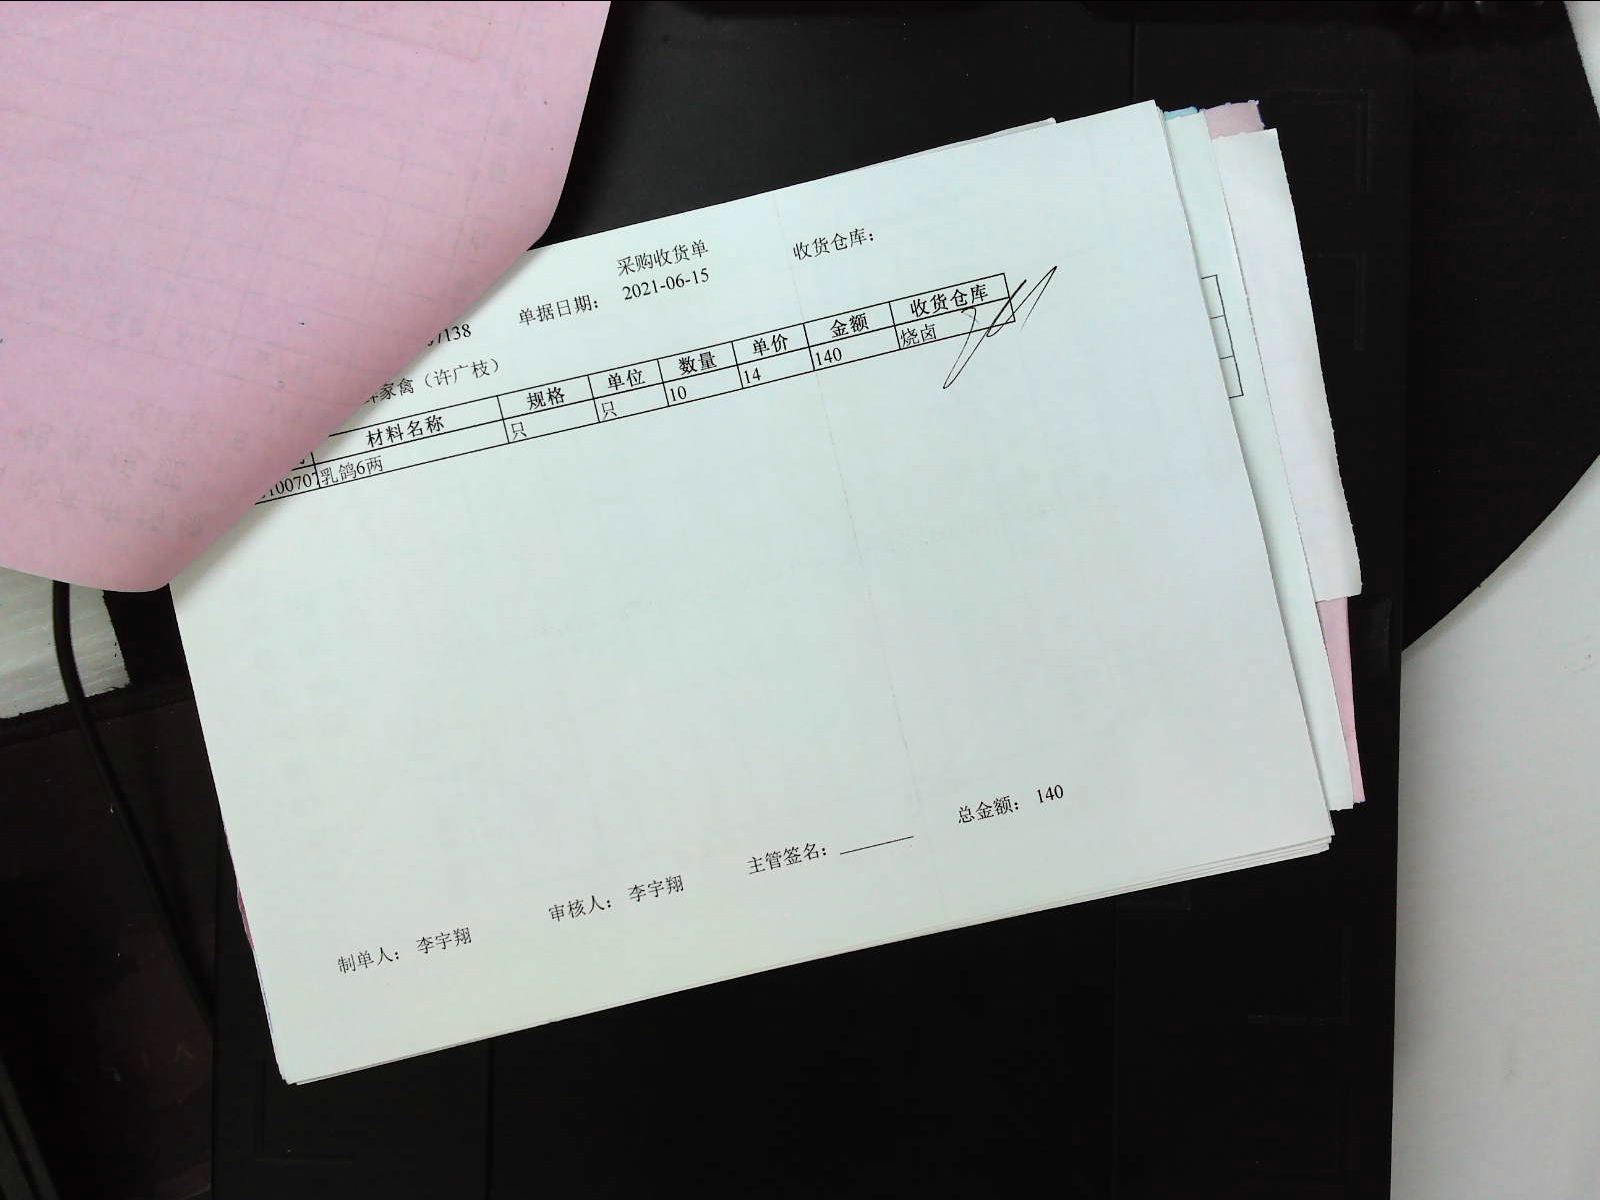 采购收货单
收货仓库：
7138 单据日期： 2021-06-15
家禽（许广枝）
材料名称 规格 单位 数量 单价 金额 收货仓库
100707 乳鸽6两 只 只 10 14 140 烧卤
总金额： 140
制单人： 李宇翔 审核人： 李宇翔 主管签名：